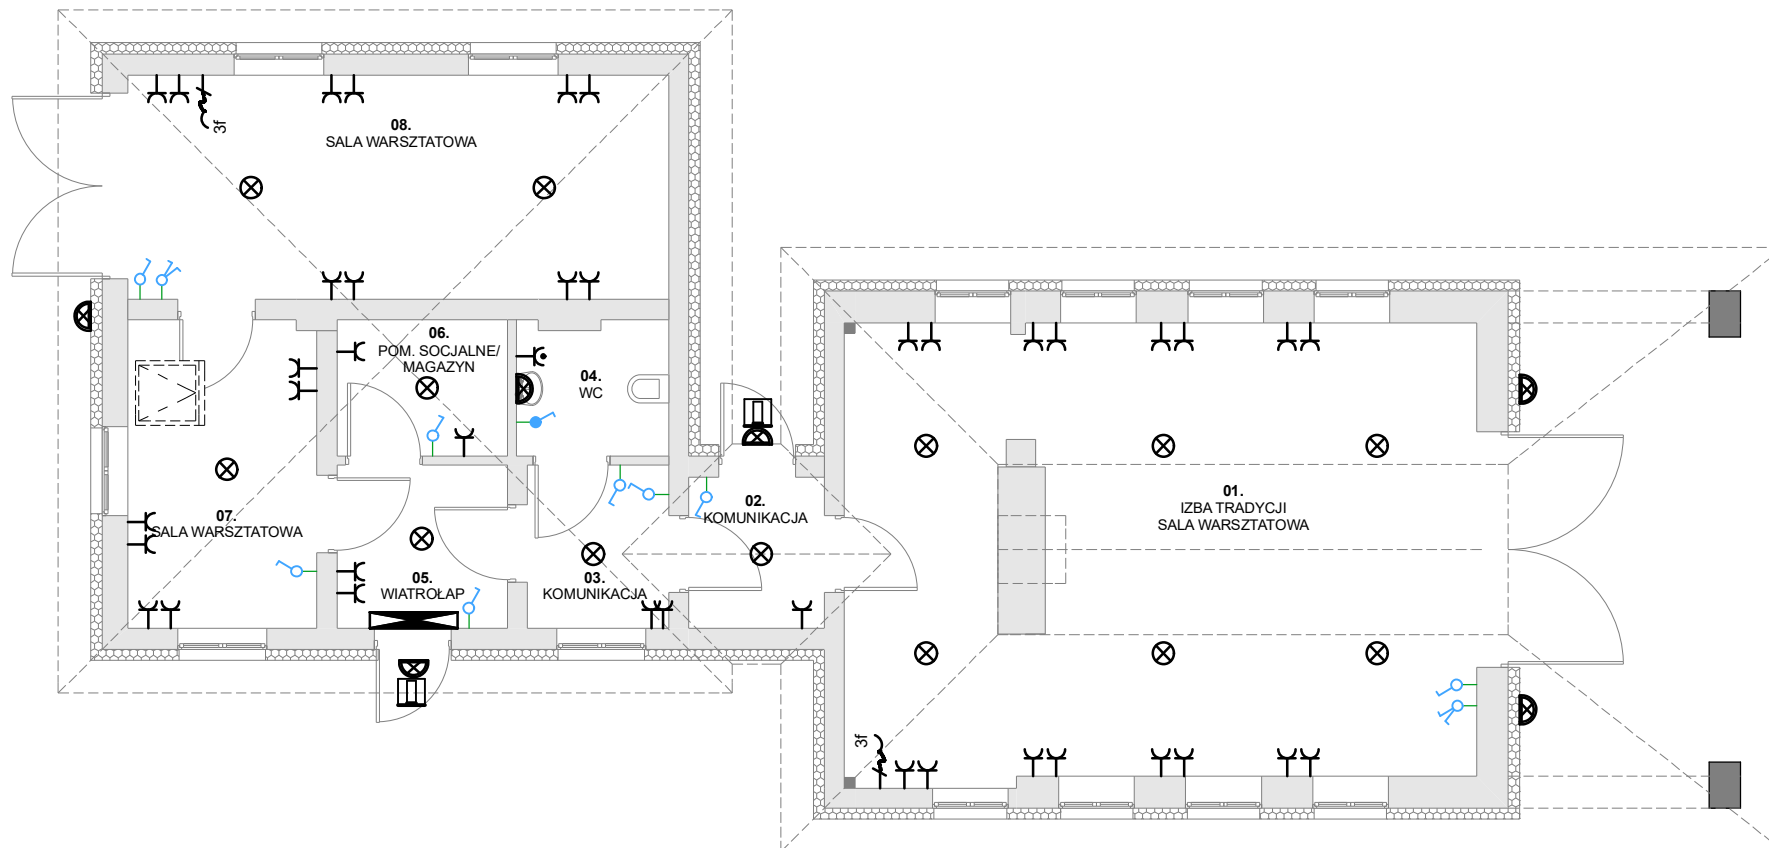 3f
08.
SALA WARSZTATOWA
06.
POM. SOCJALNE/
MAGAZYN
04.
WC
07.
SALA WARSZTATOWA
05.
WIATROŁAP
03.
KOMUNIKACJA
02.
KOMUNIKACJA
01.
IZBA TRADYCJI
SALA WARSZTATOWA
3f